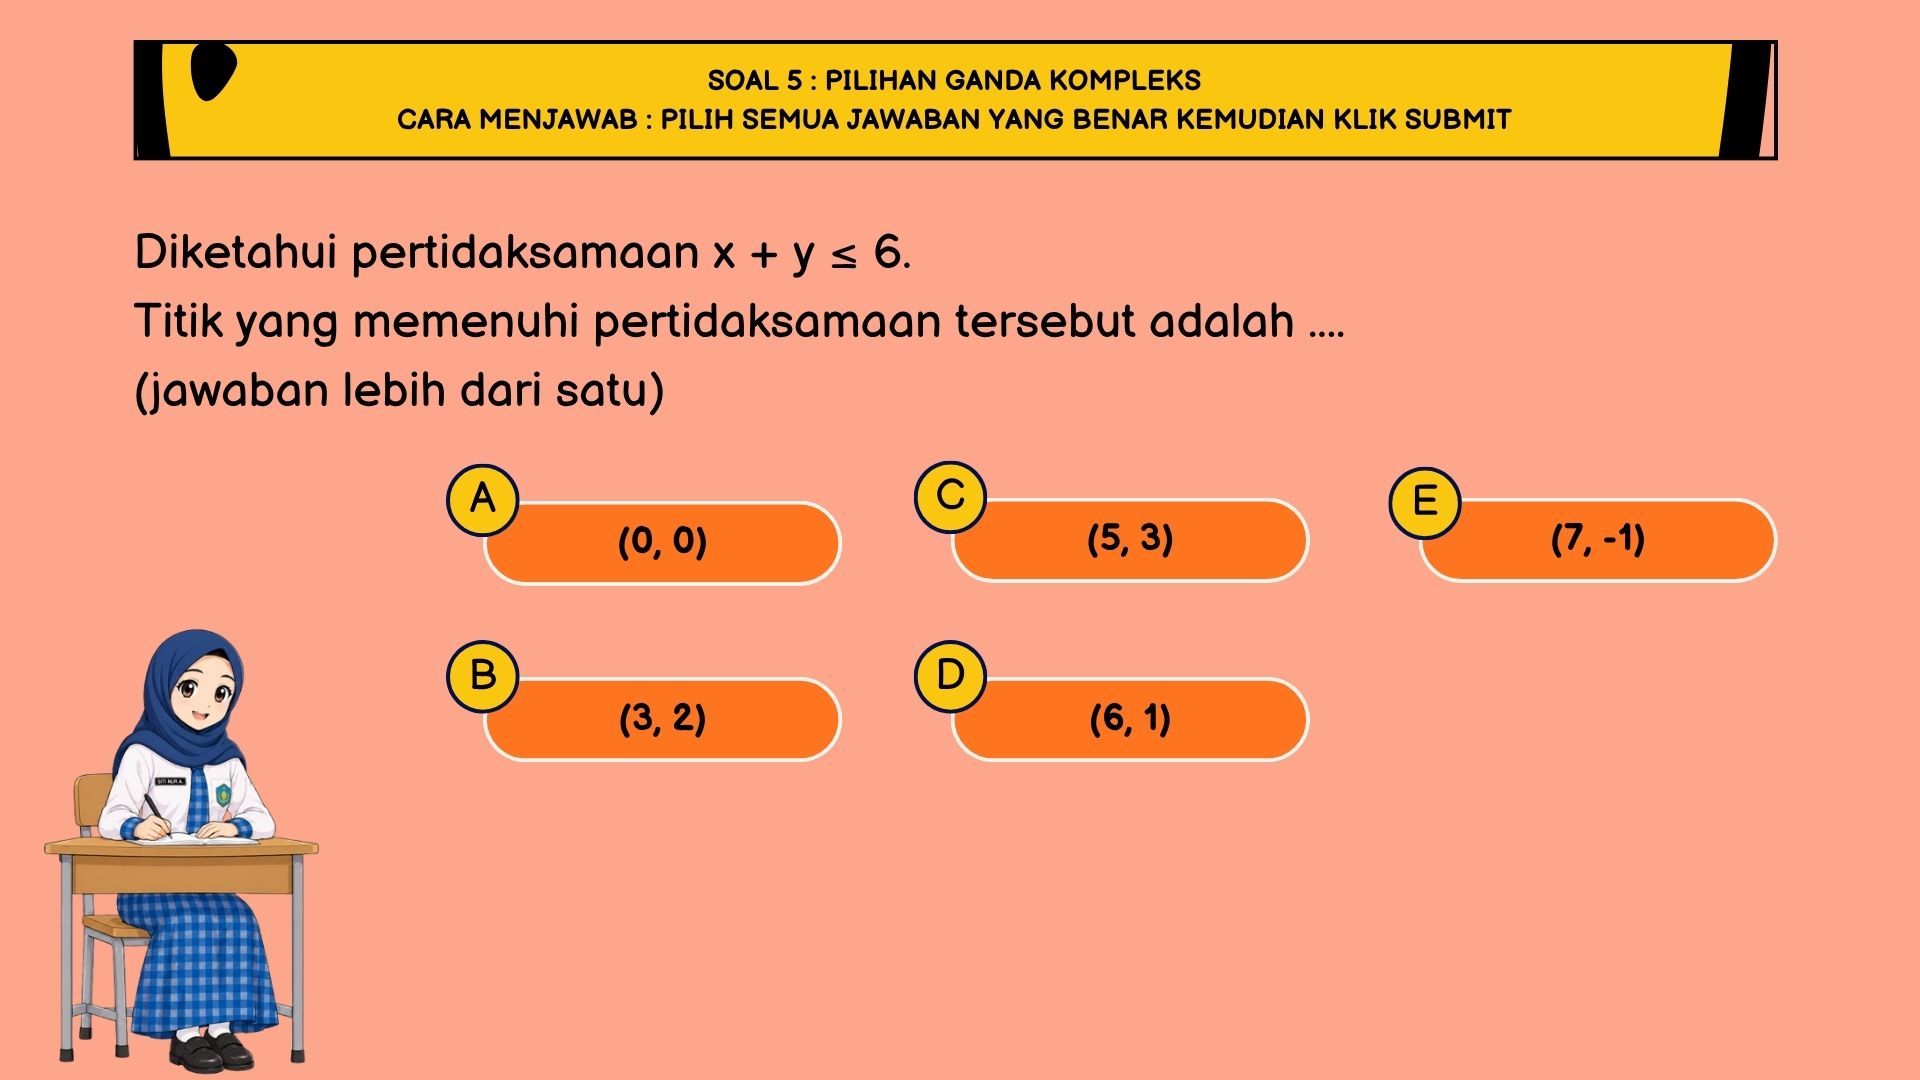 SOAL 5 : PILIHAN GANDA KOMPLEKS
CARA MENJAWAB : PILIH SEMUA JAWABAN YANG BENAR KEMUDIAN KLIK SUBMIT
Diketahui pertidaksamaan x + y ≤ 6.
Titik yang memenuhi pertidaksamaan tersebut adalah ....
(jawaban lebih dari satu)
A
(0, 0)
B
(3, 2)
C
(5, 3)
D
(6, 1)
E
(7, -1)
SITI NUR A.